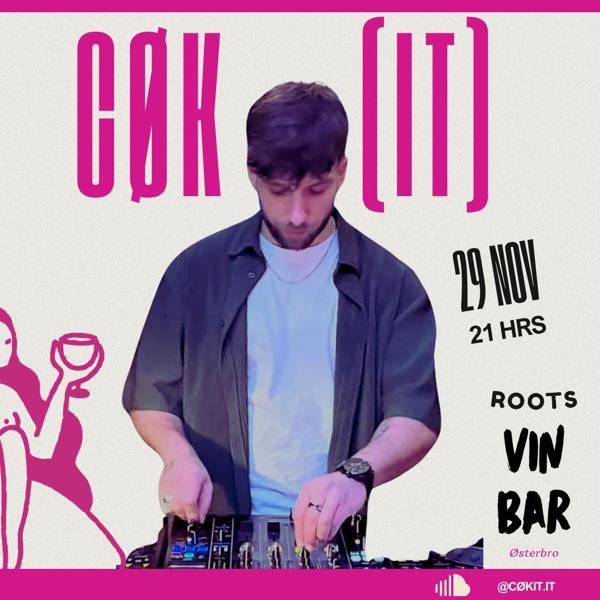 CØK (IT)
29 NOV
21 HRS
ROOTS
VIN
BAR
Østerbro
@CØKIT.IT